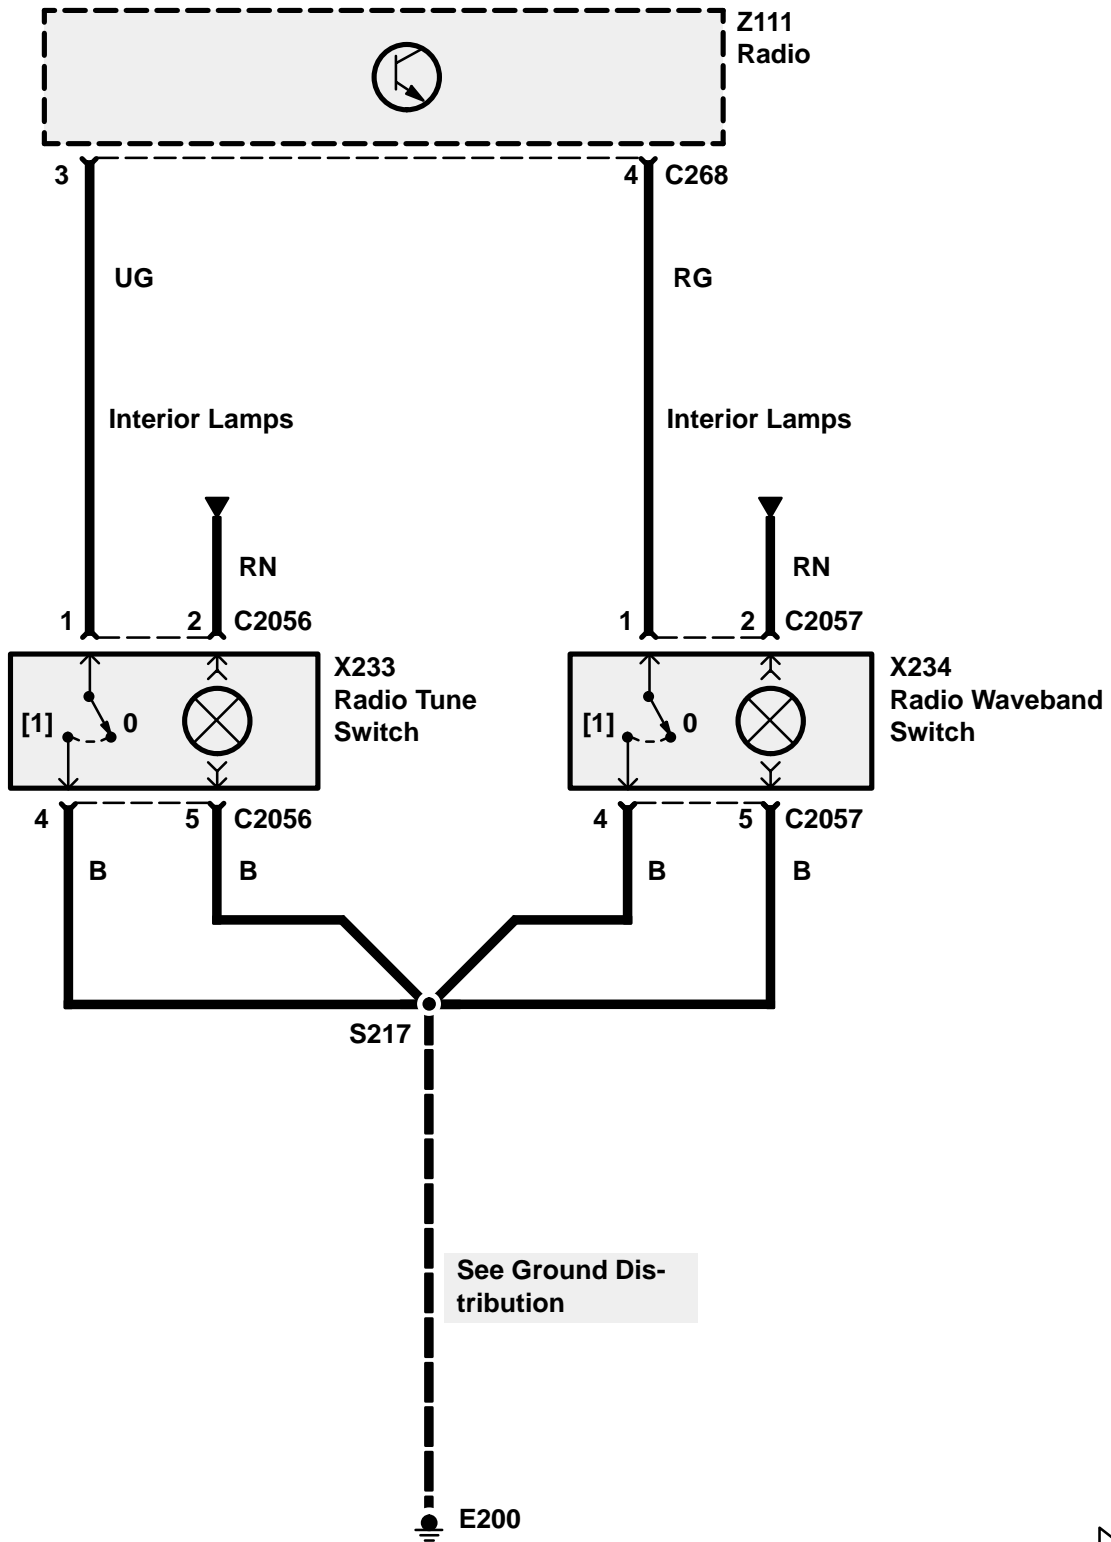 Z111
Radio
3
4 C268
UG
RG
Interior Lamps
Interior Lamps
RN
RN
1
2 C2056
1
2 C2057
X233
Radio Tune
Switch
[1]
0
X234
Radio Waveband
Switch
[1]
0
4
5 C2056
4
5 C2057
B
B
B
B
S217
See Ground Dis-
tribution
E200